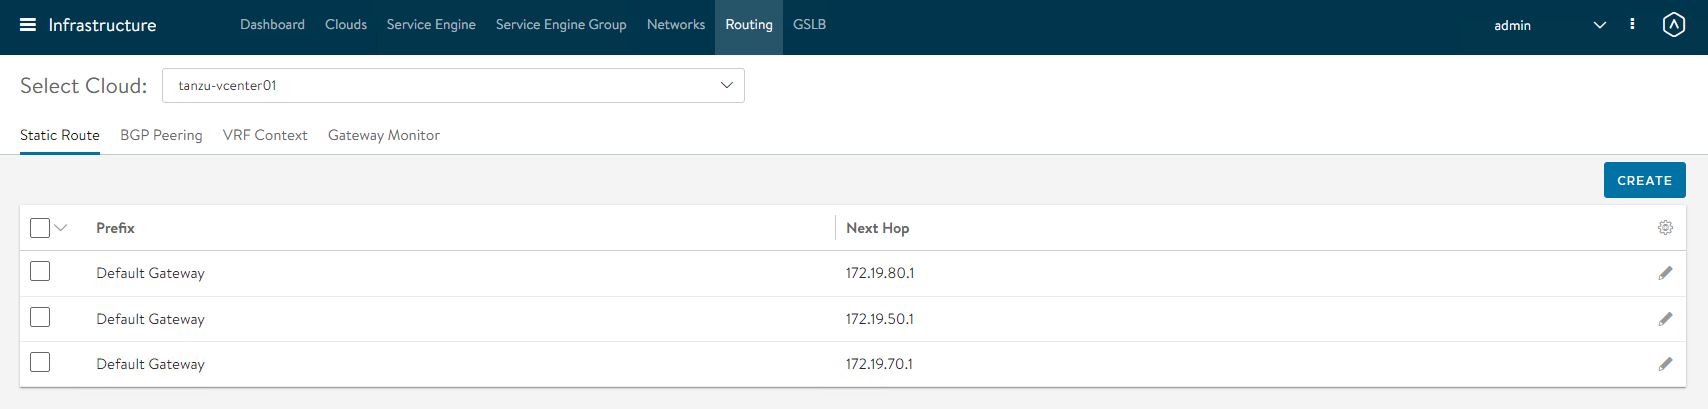 Infrastructure Dashboard Clouds Service Engine Service Engine Group Networks Routing GSLB admin
Select Cloud: tanzu-vcenter01
Static Route BGP Peering VRF Context Gateway Monitor
CREATE
Prefix Next Hop
Default Gateway 172.19.80.1
Default Gateway 172.19.50.1
Default Gateway 172.19.70.1